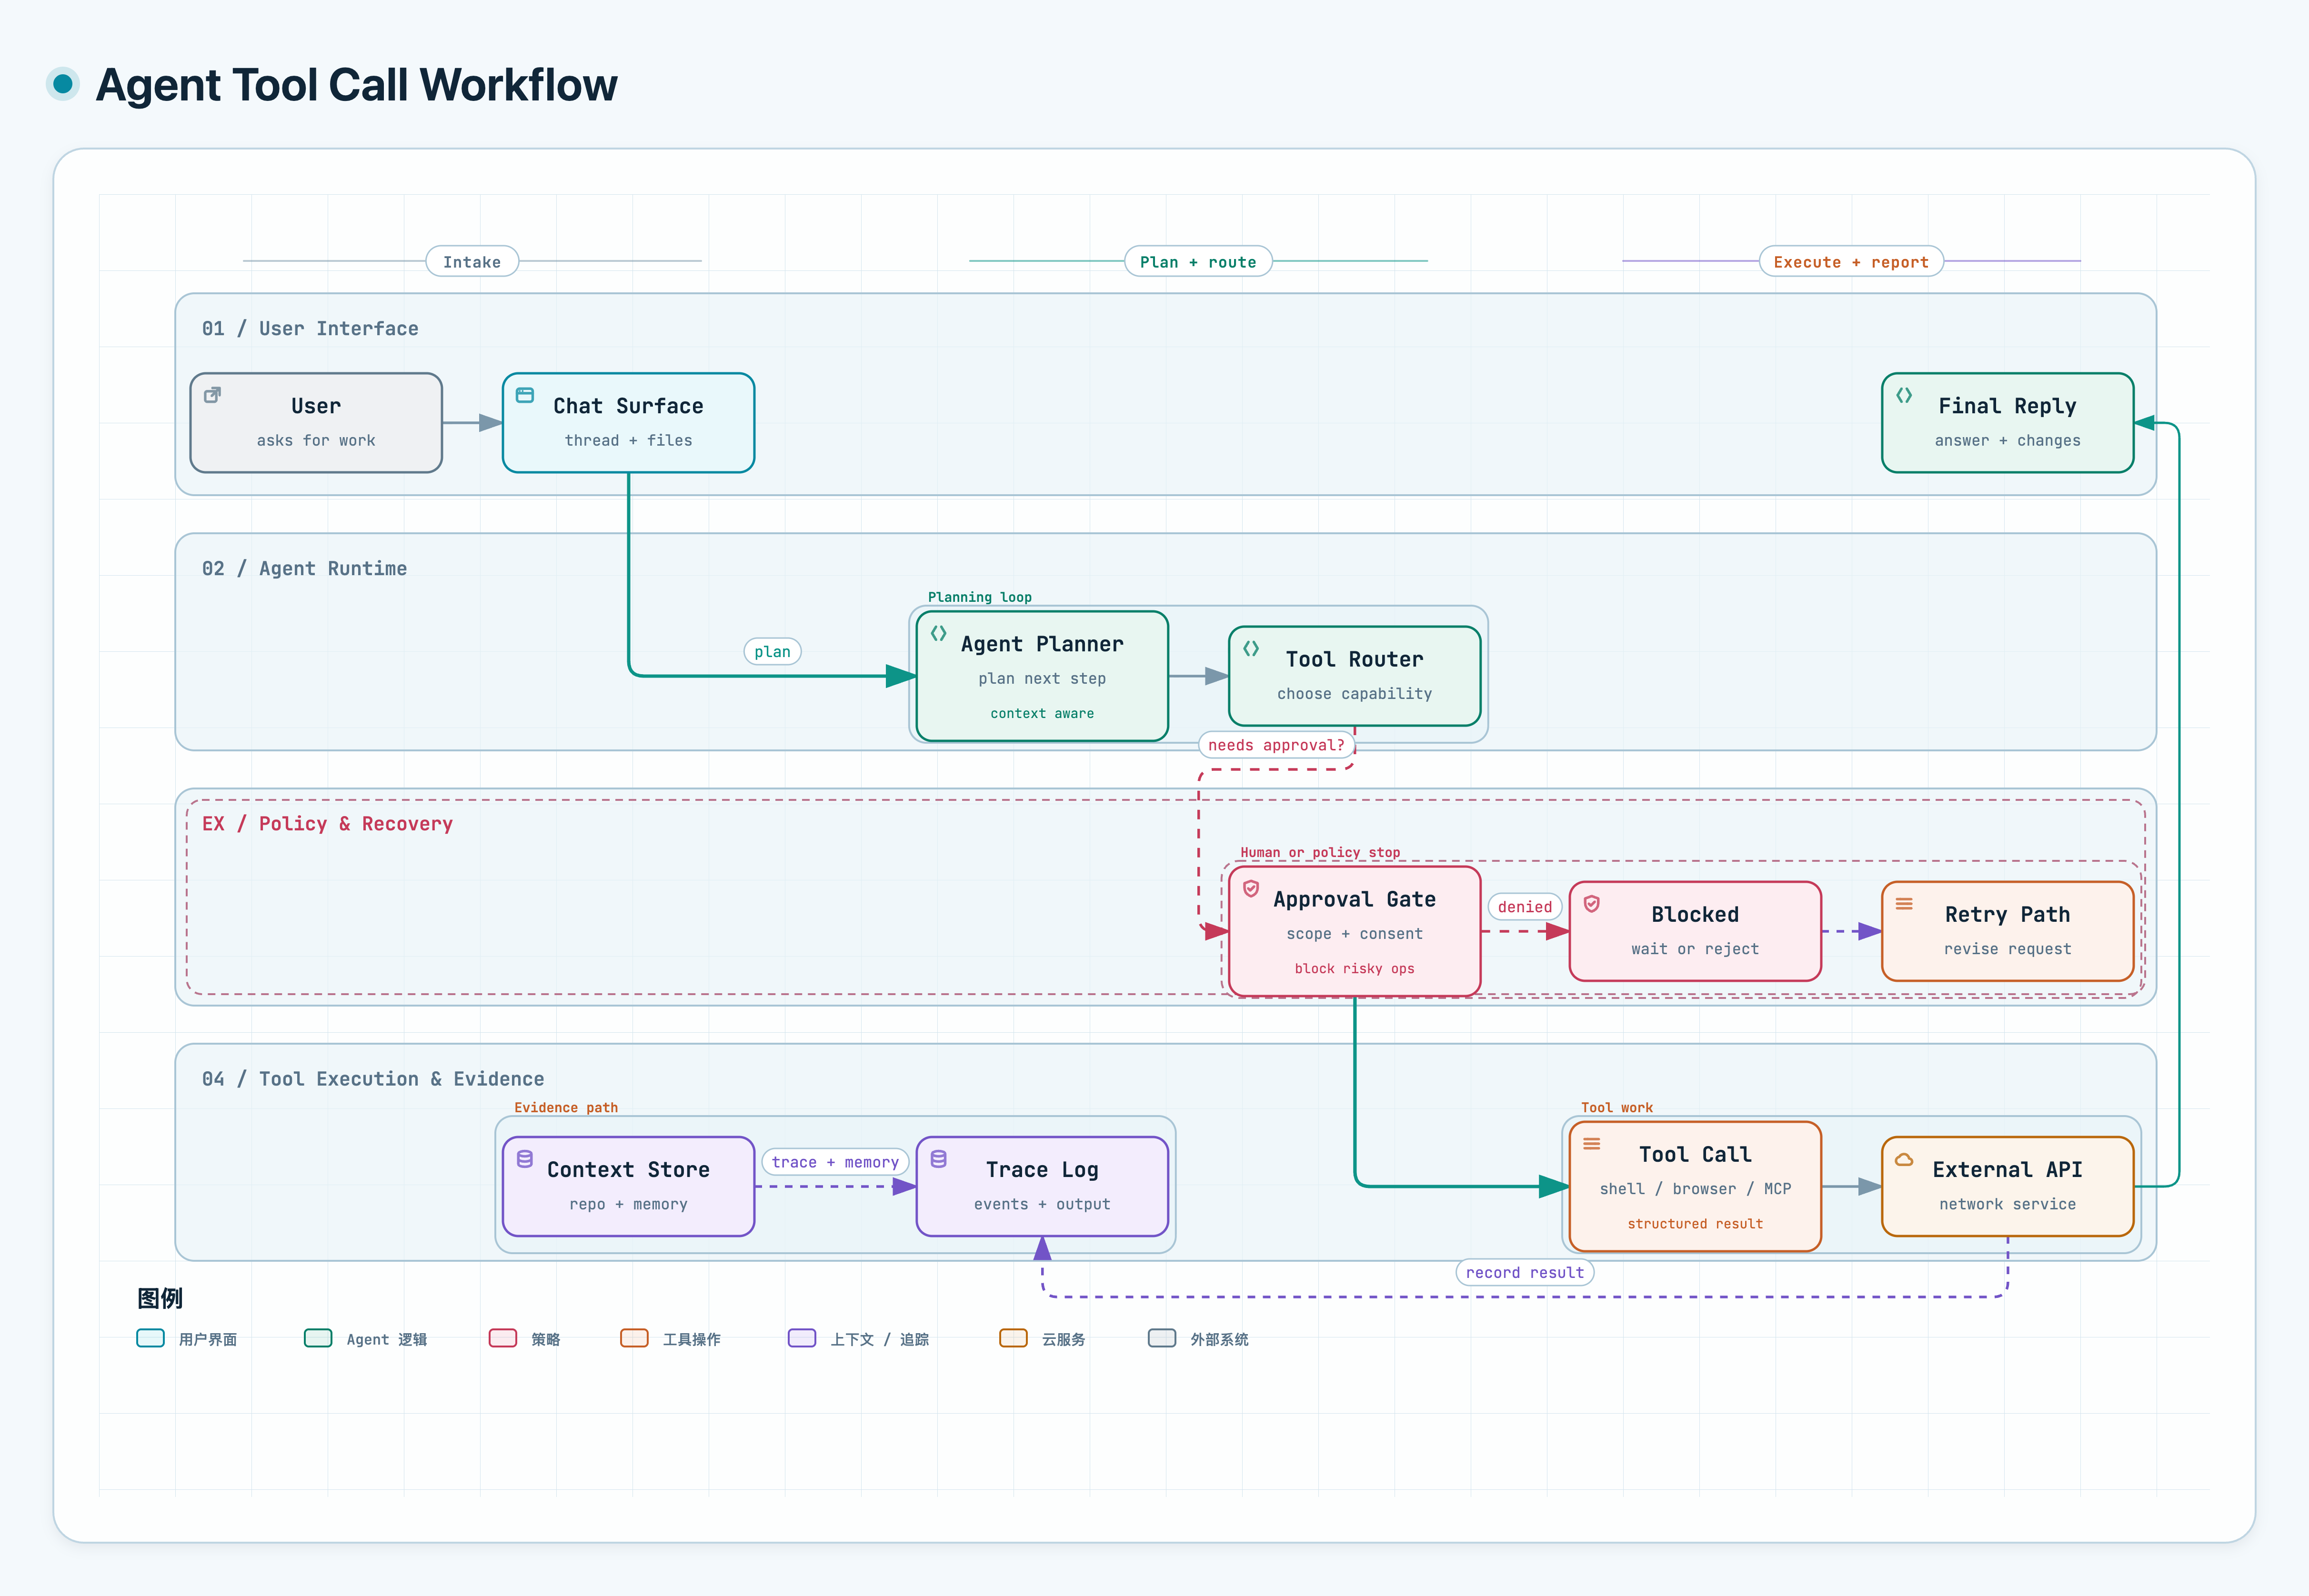 Agent Tool Call Workflow
Intake
Plan + route
Execute + report
01 / User Interface
User
asks for work
Chat Surface
thread + files
Final Reply
answer + changes
02 / Agent Runtime
Planning loop
plan
Agent Planner
plan next step
context aware
Tool Router
choose capability
needs approval?
EX / Policy & Recovery
Human or policy stop
Approval Gate
scope + consent
block risky ops
denied
Blocked
wait or reject
Retry Path
revise request
04 / Tool Execution & Evidence
Evidence path
Context Store
repo + memory
trace + memory
Trace Log
events + output
Tool work
Tool Call
shell / browser / MCP
structured result
External API
network service
record result
图例
用户界面
Agent 逻辑
策略
工具操作
上下文 / 追踪
云服务
外部系统